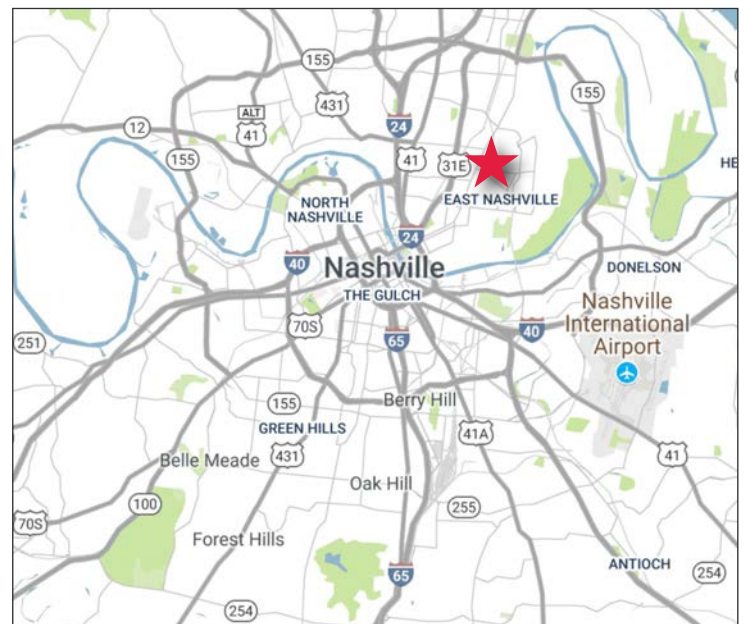 155
431
ALT
41
24
155
12
155
41
31E
HE
EAST NASHVILLE
NORTH
NASHVILLE
24
40
Nashville
DONELSON
THE GULCH
Nashville
International
Airport
70S
40
251
65
155
Berry Hill
GREEN HILLS
41A
431
41
Belle Meade
Oak Hill
100
255
70S
Forest Hills
ANTIOCH
65
254
254